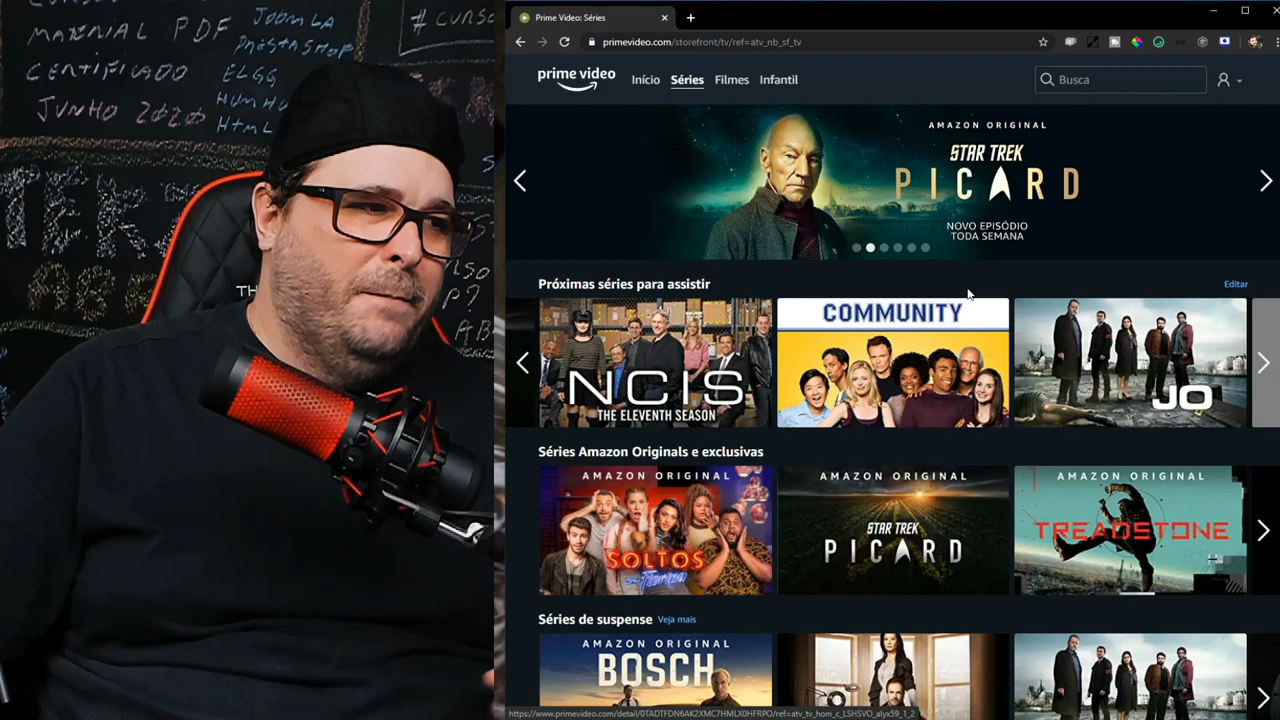 MATERIAL PDF
CERTIFICADO
JUNHO 2020
JOOMLA
PRESTASHOP
ELGG
HTML
# CURSO
TH
Prime Video: Séries
primevideo.com/storefront/tv/ref=atv_nb_sf_tv
prime video
Início
Séries
Filmes
Infantil
Busca
AMAZON ORIGINAL
STAR TREK
PICARD
NOVO EPISÓDIO
TODA SEMANA
Próximas séries para assistir
Editar
NCIS
THE ELEVENTH SEASON
COMMUNITY
JO
Séries Amazon Originals e exclusivas
AMAZON ORIGINAL
SOLTOS
AMAZON ORIGINAL
STAR TREK
PICARD
AMAZON ORIGINAL
TREADSTONE
Séries de suspense
Veja mais
AMAZON ORIGINAL
BOSCH